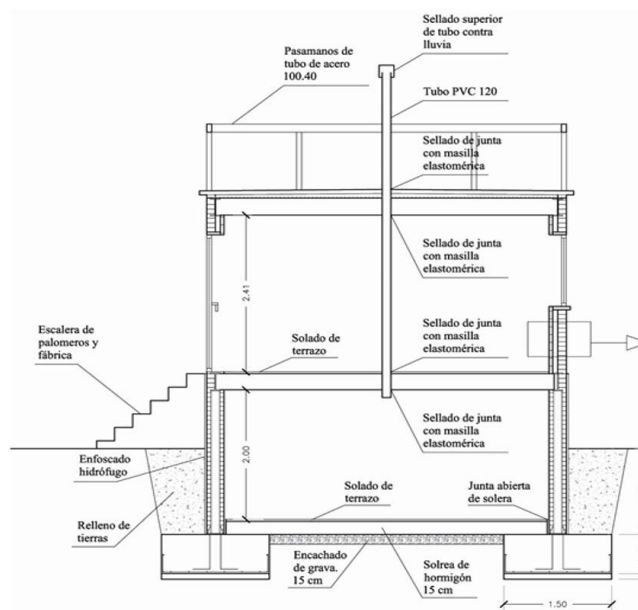 Sellado superior
de tubo contra
lluvia
Pasamanos de
tubo de acero
100.40
Tubo PVC 120
Sellado de junta
con masilla
elastomérica
Sellado de junta
con masilla
elastomérica
2.41
Escalera de
palomeros y
fábrica
Solado de
terrazo
Sellado de junta
con masilla
elastomérica
Sellado de junta
con masilla
elastomérica
2.00
Enfoscado
hidrófugo
Solado de
terrazo
Junta abierta
de solera
Relleno de
tierras
Encachado
de grava.
15 cm
Solrea de
hormigón
15 cm
1.50